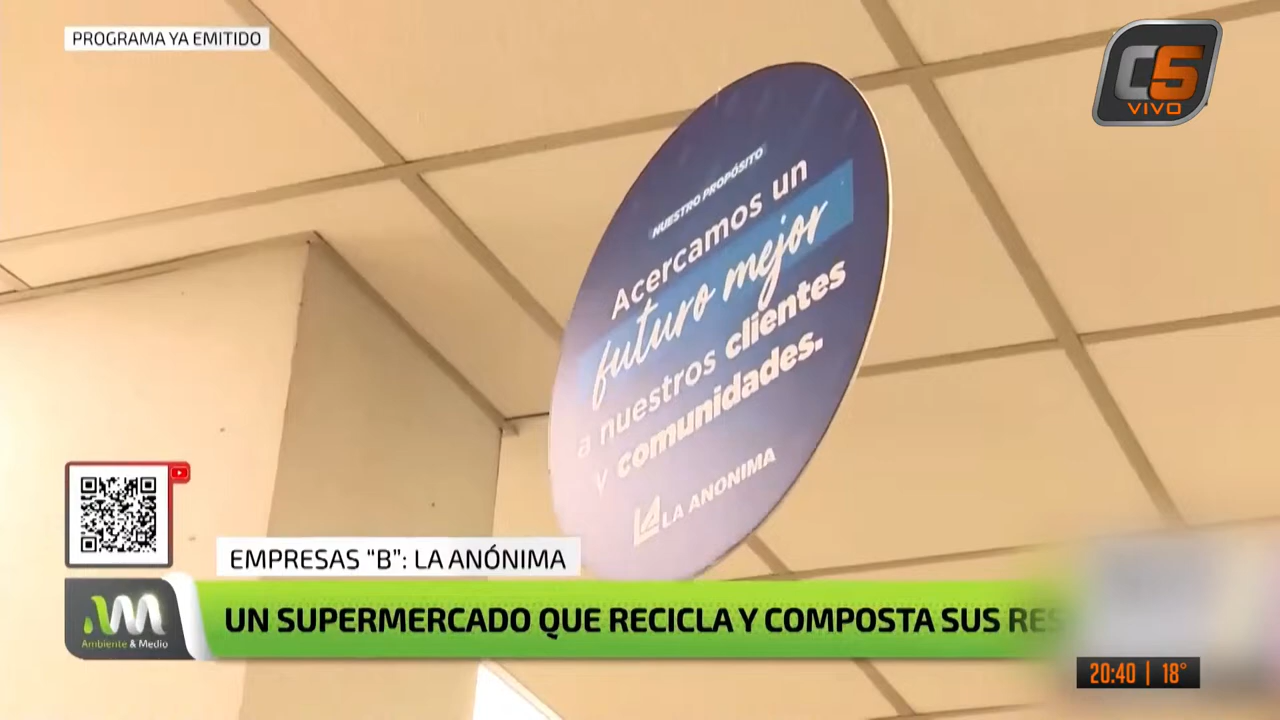 PROGRAMA YA EMITIDO
C5
VIVO
NUESTRO PROPÓSITO
Acercamos un
futuro mejor
a nuestros clientes
y comunidades.
LA ANONIMA
EMPRESAS “B”: LA ANÓNIMA
UN SUPERMERCADO QUE RECICLA Y COMPOSTA SUS
AM
Ambiente & Medio
20:40 | 18°